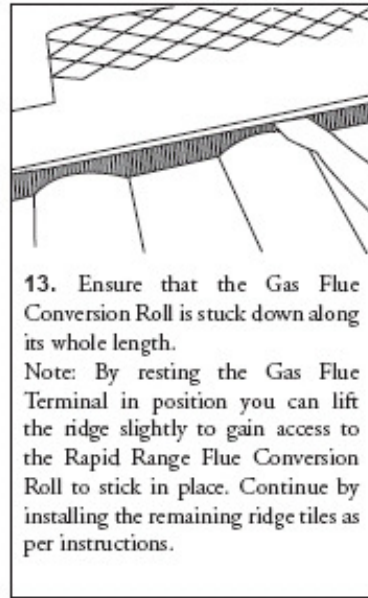 13. Ensure that the Gas Flue
Conversion Roll is stuck down along
its whole length.
Note: By resting the Gas Flue
Terminal in position you can lift
the ridge slightly to gain access to
the Rapid Range Flue Conversion
Roll to stick in place. Continue by
installing the remaining ridge tiles as
per instructions.